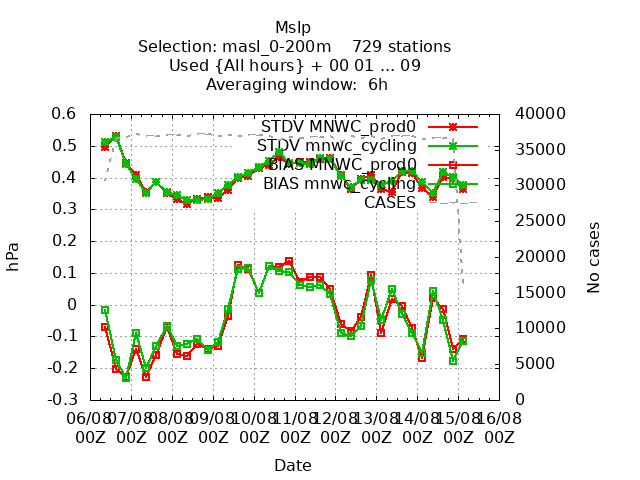 Mslp
Selection: masl_0-200m    729 stations
Used {All hours} + 00 01 ... 09
Averaging window:  6h
0.6
0.5
0.4
0.3
0.2
0.1
0
-0.1
-0.2
-0.3
hPa
40000
35000
30000
25000
20000
15000
10000
5000
0
No cases
STDV MNWC_prod0
STDV mnwc_cycling
BIAS MNWC_prod0
BIAS mnwc_cycling
CASES
06/08 07/08 08/08 09/08 10/08 11/08 12/08 13/08 14/08 15/08 16/08
00Z 00Z 00Z 00Z 00Z 00Z 00Z 00Z 00Z 00Z 00Z
Date